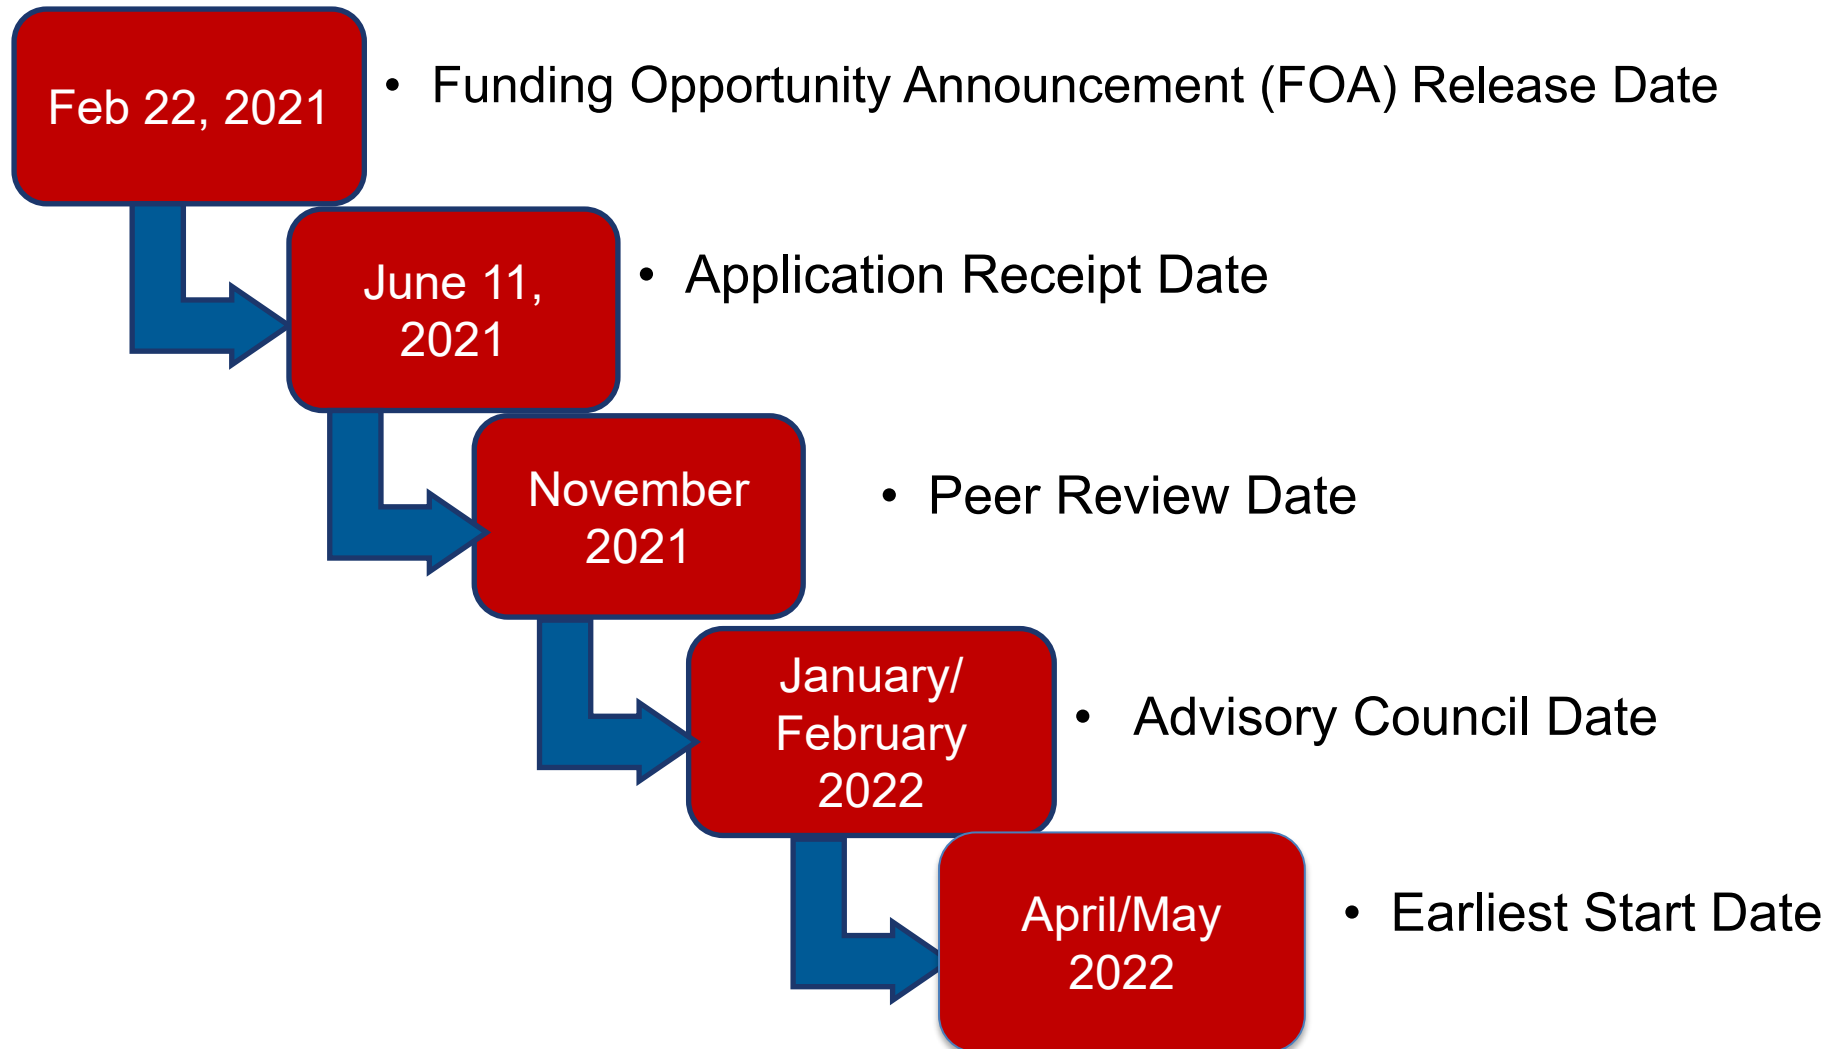 Feb 22, 2021
• Funding Opportunity Announcement (FOA) Release Date
June 11,
2021
• Application Receipt Date
November
2021
• Peer Review Date
January/
February
2022
• Advisory Council Date
April/May
2022
• Earliest Start Date